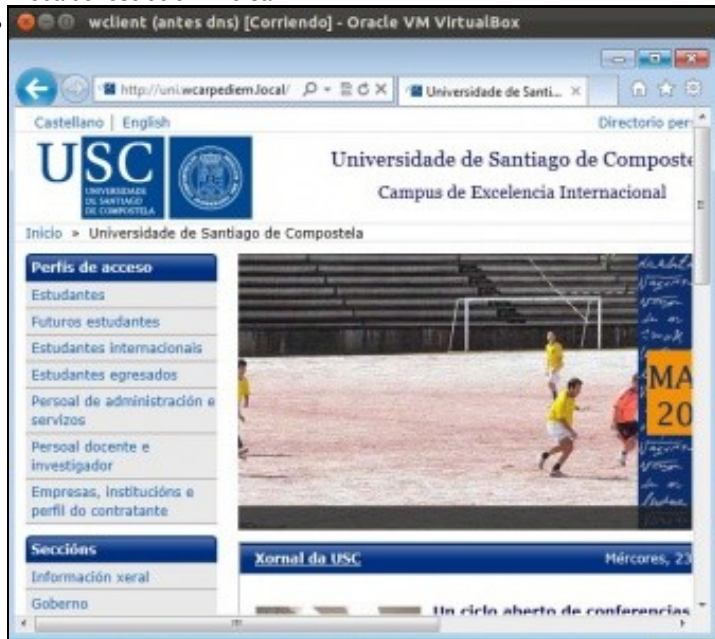 wclient (antes dns) [Corriendo] - Oracle VM VirtualBox
http://uni.wcarpediem.local/
Universidade de Santi...
Castellano | English
Directorio per
USC
UNIVERSIDADE
DE SANTIAGO
DE COMPOSTELA
Universidade de Santiago de Composte
Campus de Excelencia Internacional
Inicio » Universidade de Santiago de Compostela
Perfís de acceso
Estudantes
Futuros estudantes
Estudantes internacionais
Estudantes egresados
Persoal de administración e
servizos
Persoal docente e
investigador
Empresas, institucións e
perfil do contratante
MA
20
Seccións
Información xeral
Goberno
Xornal da USC
Mércores, 23
Un ciclo aberto de conferencias